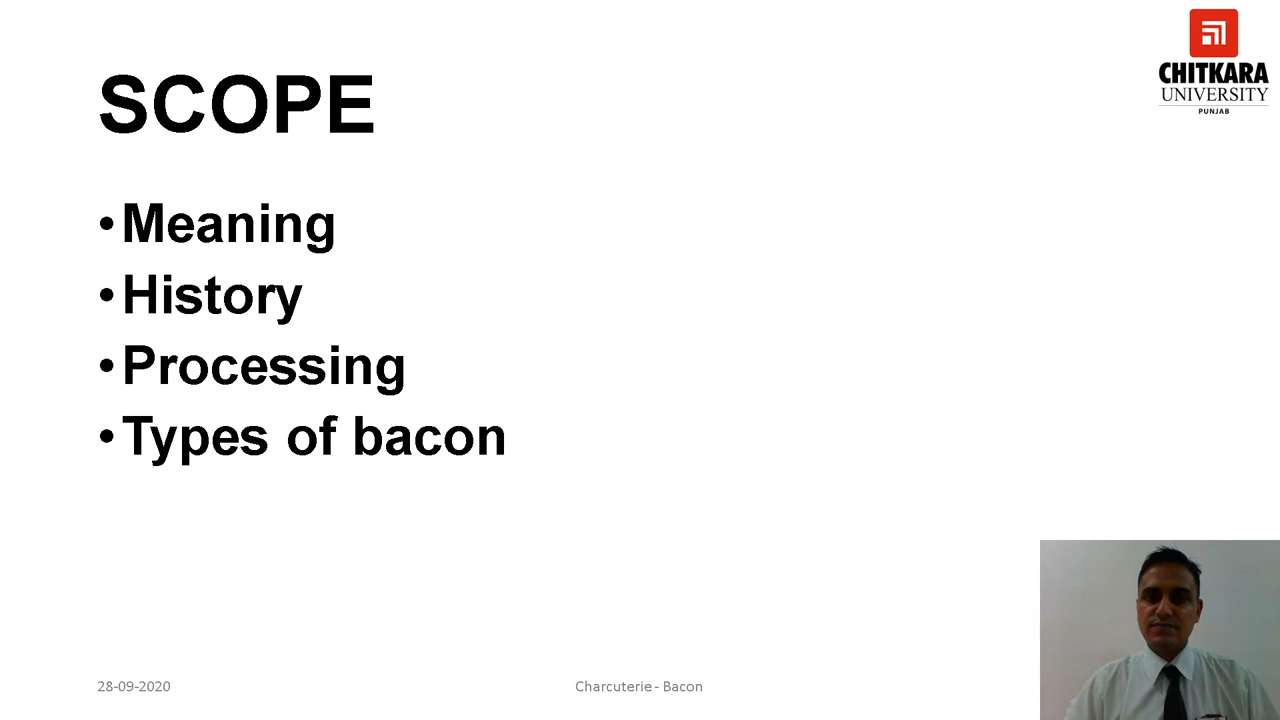 CHITKARA
UNIVERSITY
PUNJAB
SCOPE
•Meaning
•History
•Processing
•Types of bacon
28-09-2020
Charcuterie - Bacon